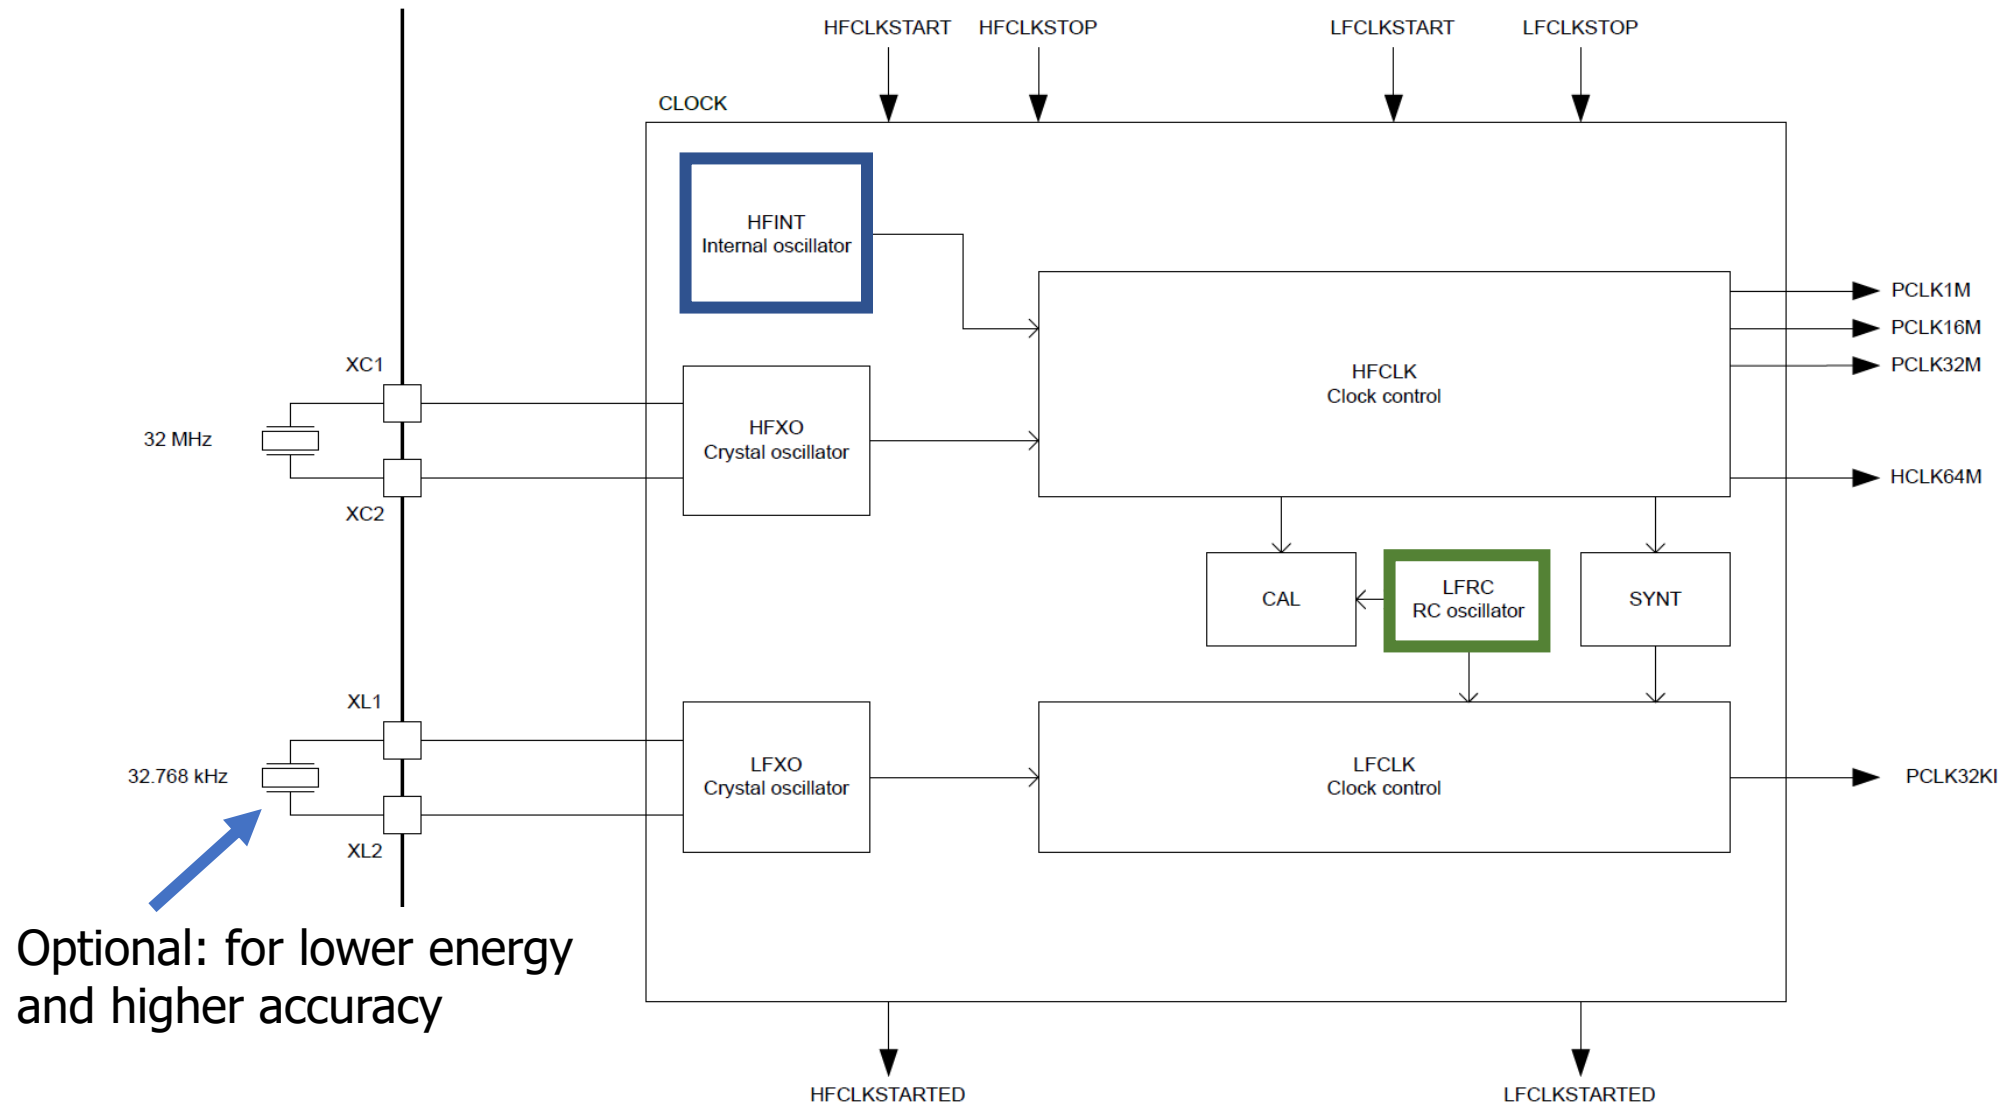 HFCLKSTART HFCLKSTOP LFCLKSTART LFCLKSTOP
CLOCK
HFINT
Internal oscillator
PCLK1M
PCLK16M
PCLK32M
HFCLK
Clock control
XC1
32 MHz
XC2
HFXO
Crystal oscillator
HCLK64M
CAL
LFRC
RC oscillator
SYNT
XL1
32.768 kHz
XL2
LFXO
Crystal oscillator
LFCLK
Clock control
PCLK32KI
Optional: for lower energy
and higher accuracy
HFCLKSTARTED LFCLKSTARTED